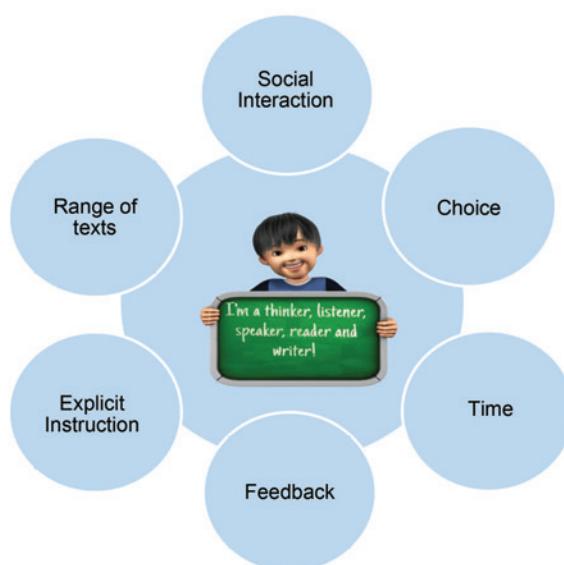 Social
Interaction
Choice
Time
Feedback
Explicit
Instruction
Range of
texts
I'm a thinker, listener,
speaker, reader and
writer!